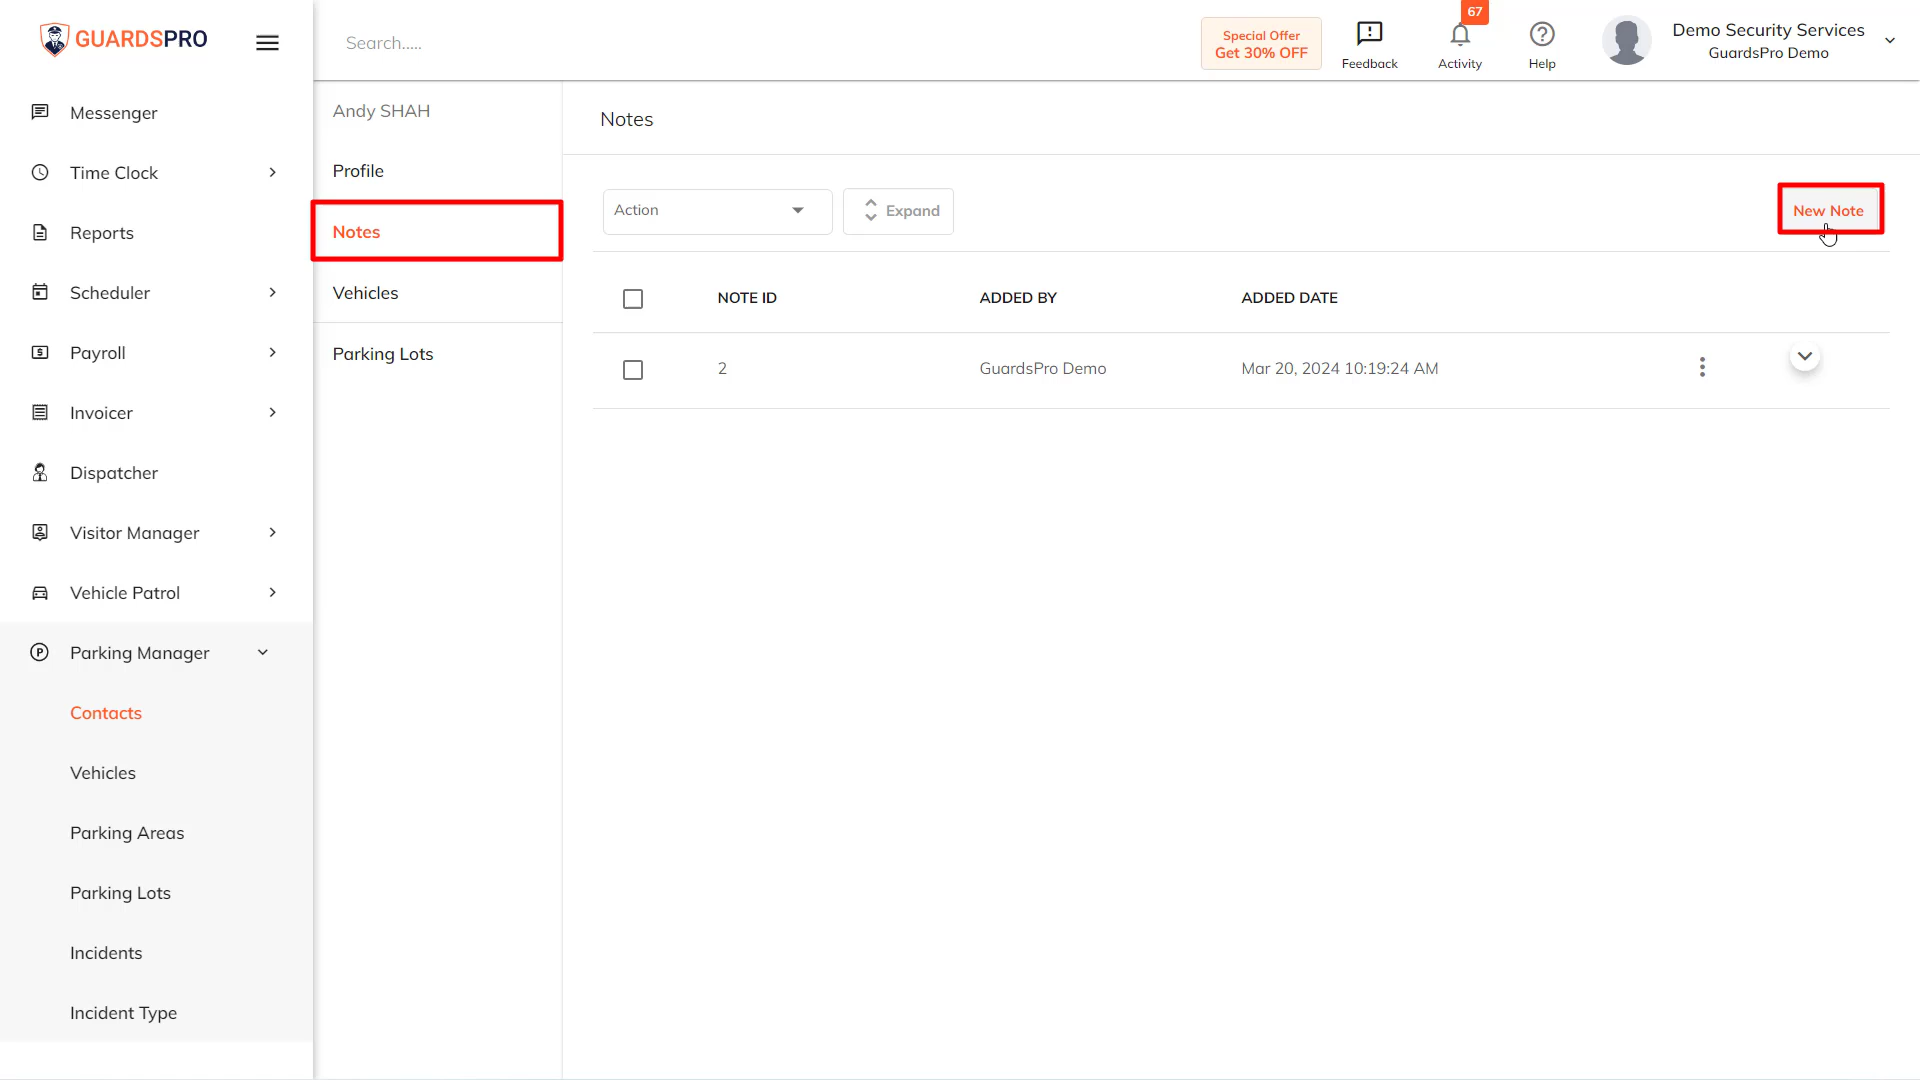 GUARDSPRO
Search.....
Special Offer
Get 30% OFF
Feedback
67
Activity
Help
Demo Security Services
GuardsPro Demo
Messenger
Time Clock
Reports
Scheduler
Payroll
Invoicer
Dispatcher
Visitor Manager
Vehicle Patrol
Parking Manager
Contacts
Vehicles
Parking Areas
Parking Lots
Incidents
Incident Type
Andy SHAH
Profile
Notes
Vehicles
Parking Lots
Notes
Action
Expand
New Note
NOTE ID ADDED BY ADDED DATE
2 GuardsPro Demo Mar 20, 2024 10:19:24 AM